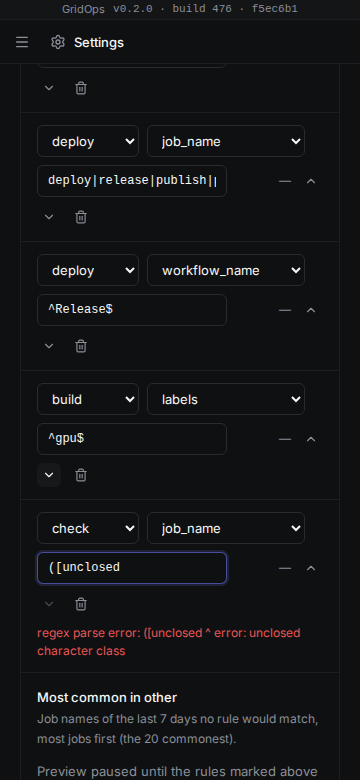 GridOps v0.2.0 · build 476 · f5ec6b1
Settings
deploy job_name
deploy|release|publish|
deploy workflow_name
^Release$
build labels
^gpu$
check job_name
([unclosed
regex parse error: ([unclosed ^ error: unclosed
character class
Most common in other
Job names of the last 7 days no rule would match,
most jobs first (the 20 commonest).
Preview paused until the rules marked above